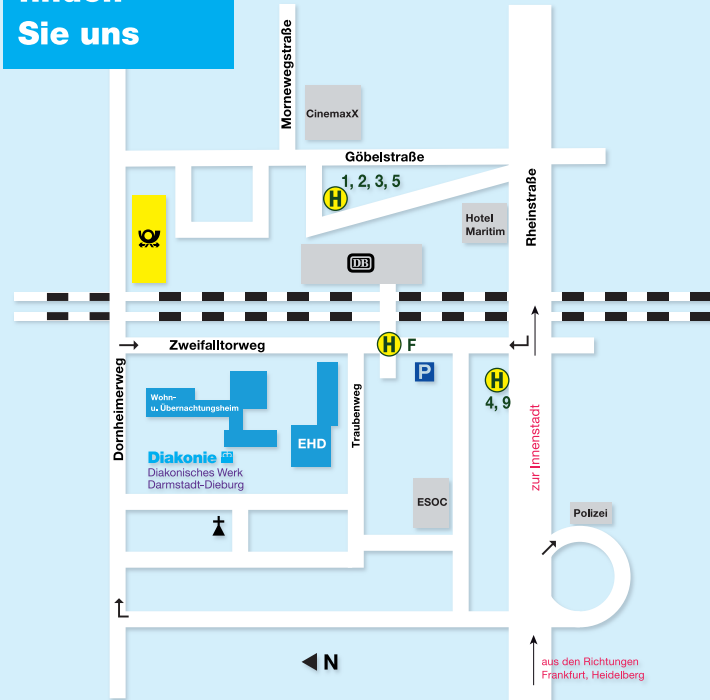 Sie uns
Mornewegstraße
CinemaxX
Göbelstraße
H
1, 2, 3, 5
Hotel
Maritim
Rheinstraße
DB
Zweifalltorweg
H
F
P
H
4, 9
Dornheimerweg
Wohn-
u. Übernachtungsheim
EHD
Traubenweg
Diakonie
Diakonisches Werk
Darmstadt-Dieburg
zur Innenstadt
ESOC
Polizei
N
aus den Richtungen
Frankfurt, Heidelberg